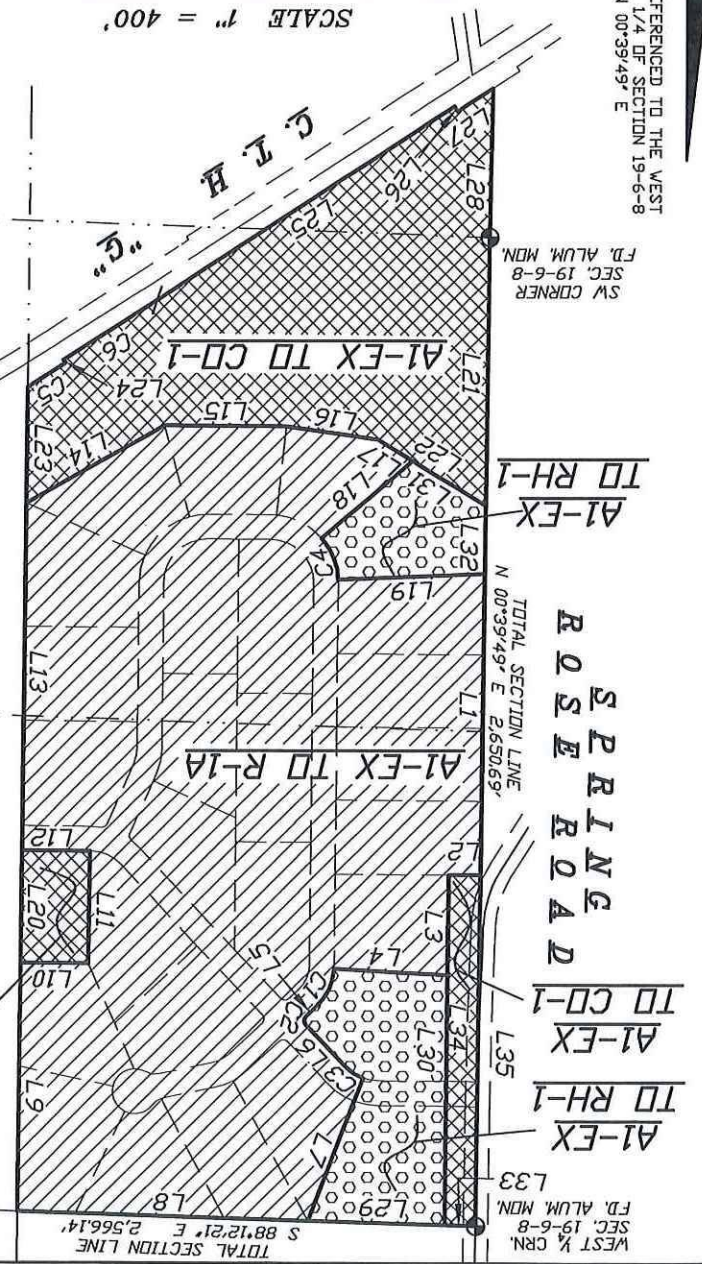 TOTAL SECTION LINE
S 88°12'21" E 2,566.14'
WEST ¼ CRN.
SEC. 19-6-8
FD. ALUM. MON.
L33
L29
L8
L7
L9
A1-EX
TO RH-1
L35
L34
L30
C3
L6
C2
C1
L5
A1-EX
TO CO-1
L3
L4
L10
L20
L11
L12
L2
SPRING
ROSE ROAD
A1-EX TO R-1A
L1
L13
TOTAL SECTION LINE
N 00°39'49" E 2,650.69'
L19
L32
C4
A1-EX
TO RH-1
L31
L18
L17
L22
L16
L15
L14
L23
L21
A1-EX TO CO-1
L24
C5
C6
SW CORNER
SEC. 19-6-8
FD. ALUM. MON.
L28
L25
L26
L27
C. T. H.
"G"
EFERENCED TO THE WEST
1/4 OF SECTION 19-6-8
N 00°39'49" E
SCALE 1" = 400'